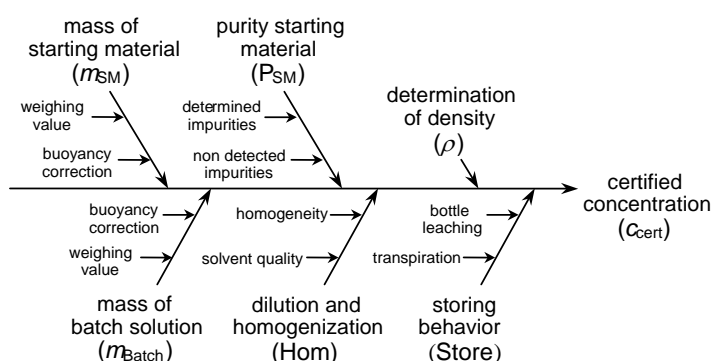 mass of
starting material
(mSM)
weighing
value
buoyancy
correction
purity starting
material
(PSM)
determined
impurities
non detected
impurities
determination
of density
(ρ)
certified
concentration
(ccert)
buoyancy
correction
weighing
value
mass of
batch solution
(mBatch)
homogeneity
solvent quality
dilution and
homogenization
(Hom)
bottle
leaching
transpiration
storing
behavior
(Store)